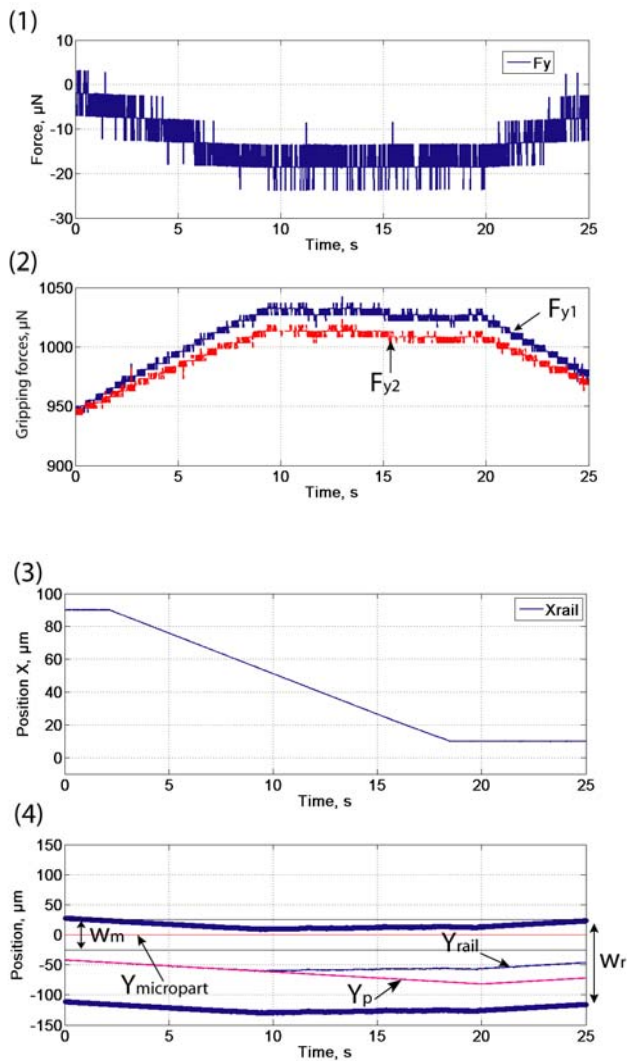 (1)
10
0
-10
-20
-30
Force, µN
Fy
0 5 10 15 20 25
Time, s
(2)
1050
1000
950
900
Gripping forces,µN
Fy1
Fy2
0 5 10 15 20 25
Time, s
(3)
100
80
60
40
20
0
Position X, µm
Xrail
0 5 10 15 20 25
Time, s
(4)
150
100
50
0
-50
-100
-150
Position, µm
Wm
Ymicropart
Yrail
Yp
Wr
0 5 10 15 20 25
Time, s